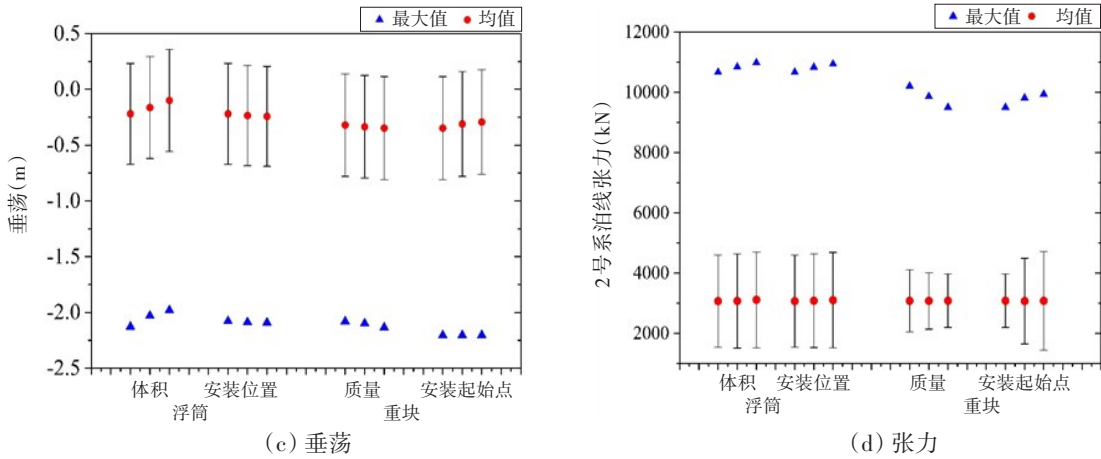 ▲ 最大值 ● 均值
0.5
0.0
-0.5
-1.0
-1.5
-2.0
-2.5
垂荡(m)
体积 安装位置 质量 安装起始点
浮筒 重块
(c) 垂荡
▲ 最大值 ● 均值
12000
10000
8000
6000
4000
2000
2号系泊线张力(kN)
体积 安装位置 质量 安装起始点
浮筒 重块
(d) 张力